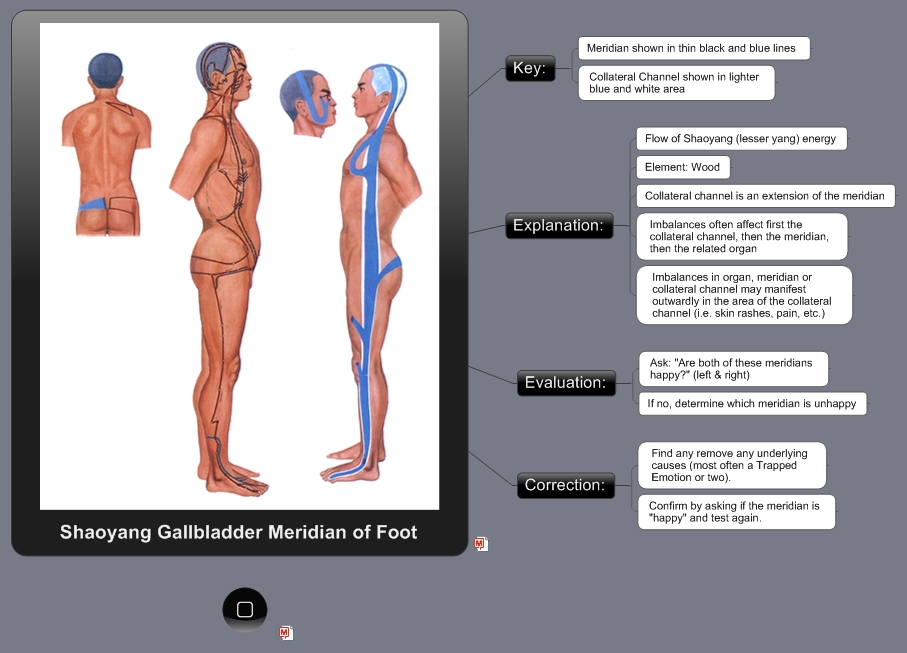 Key:
Meridian shown in thin black and blue lines
Collateral Channel shown in lighter
blue and white area
Explanation:
Flow of Shaoyang (lesser yang) energy
Element: Wood
Collateral channel is an extension of the meridian
Imbalances often affect first the
collateral channel, then the meridian,
then the related organ
Imbalances in organ, meridian or
collateral channel may manifest
outwardly in the area of the collateral
channel (i.e. skin rashes, pain, etc.)
Evaluation:
Ask: "Are both of these meridians
happy?" (left & right)
If no, determine which meridian is unhappy
Correction:
Find any remove any underlying
causes (most often a Trapped
Emotion or two).
Confirm by asking if the meridian is
"happy" and test again.
Shaoyang Gallbladder Meridian of Foot
M
M